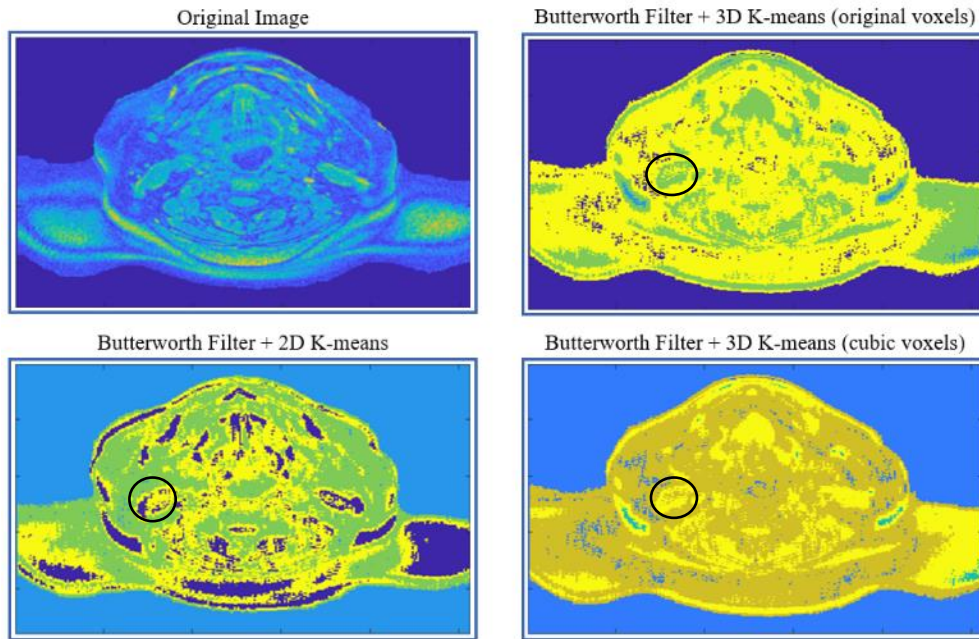 Original Image
Butterworth Filter + 3D K-means (original voxels)
Butterworth Filter + 2D K-means
Butterworth Filter + 3D K-means (cubic voxels)